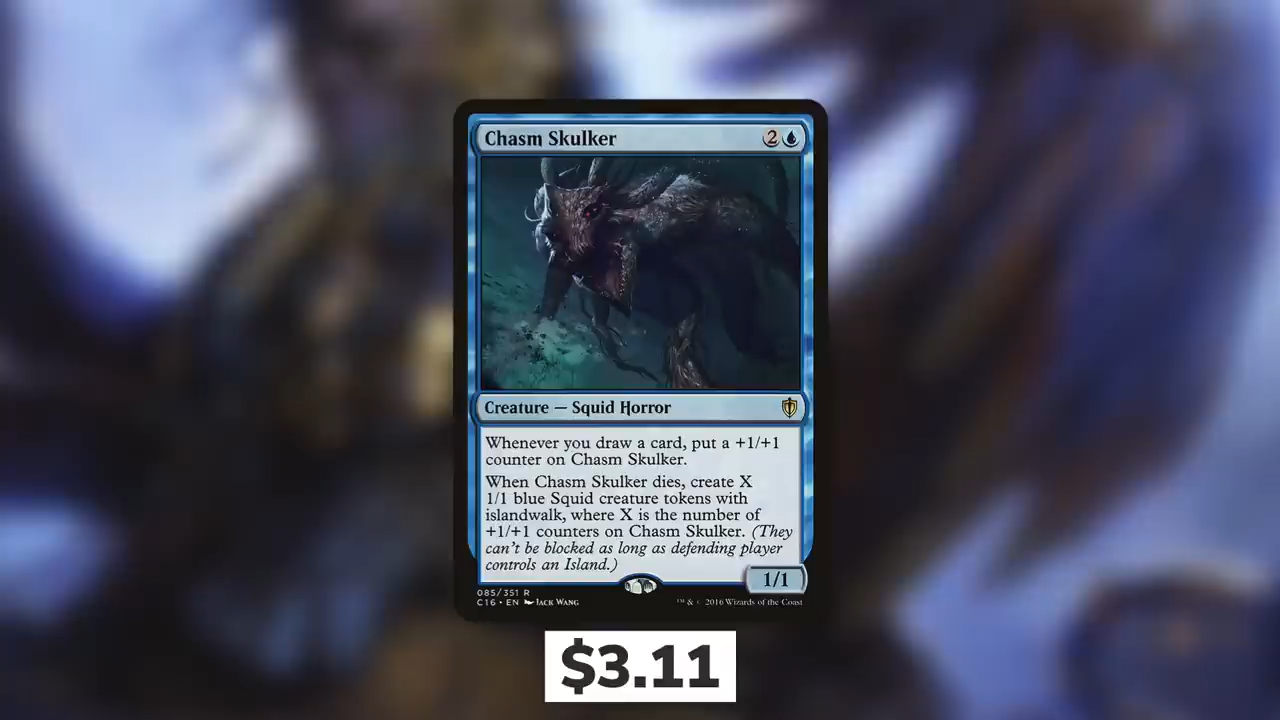 Chasm Skulker 2
Creature — Squid Horror
Whenever you draw a card, put a +1/+1
counter on Chasm Skulker.
When Chasm Skulker dies, create X
1/1 blue Squid creature tokens with
islandwalk, where X is the number of
+1/+1 counters on Chasm Skulker. (They
can't be blocked as long as defending player
controls an Island.)
1/1
085/351 R
C16 • EN Jack Wang
™ & © 2016 Wizards of the Coast
$3.11